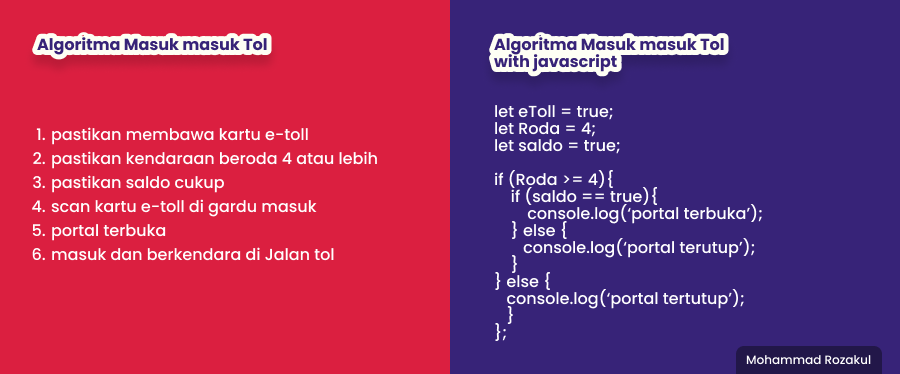 Algoritma Masuk masuk Tol
1. pastikan membawa kartu e-toll
2. pastikan kendaraan beroda 4 atau lebih
3. pastikan saldo cukup
4. scan kartu e-toll di gardu masuk
5. portal terbuka
6. masuk dan berkendara di Jalan tol
Algoritma Masuk masuk Tol
with javascript
let eToll = true;
let Roda = 4;
let saldo = true;
if (Roda >= 4){
if (saldo == true){
console.log(‘portal terbuka’);
} else {
console.log(‘portal terutup’);
}
} else {
console.log(‘portal tertutup’);
}
};
Mohammad Rozakul